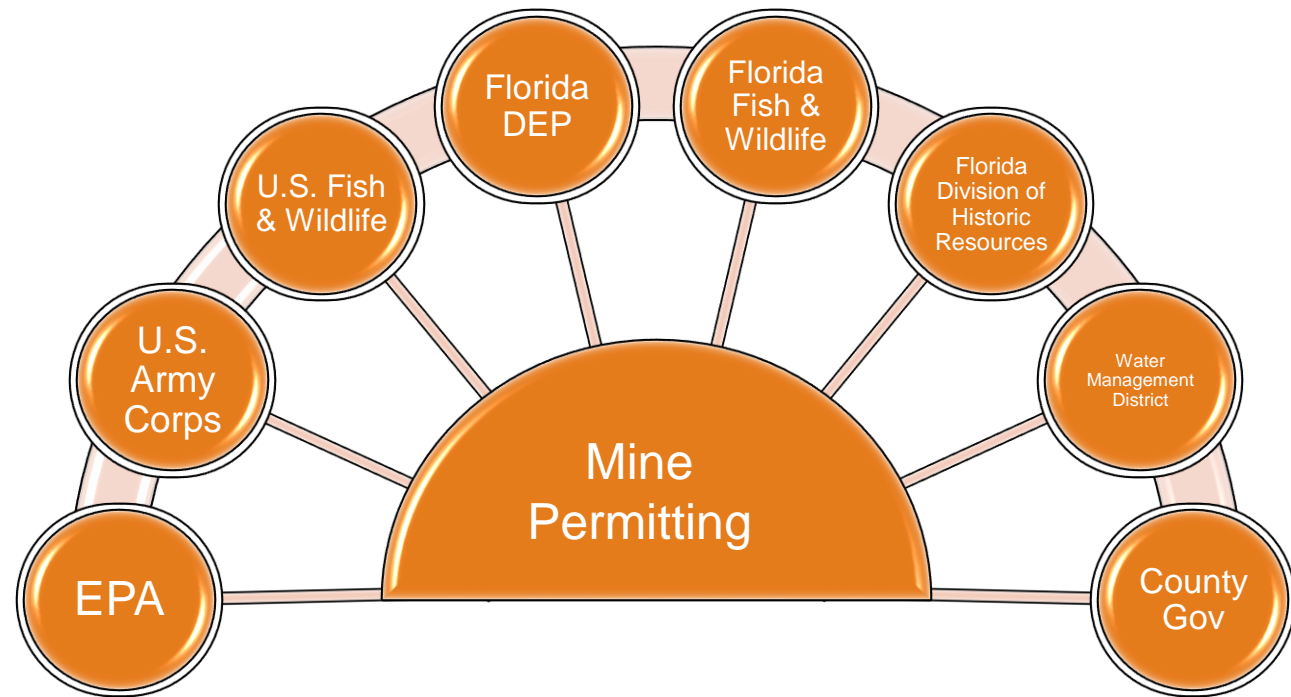 EPA
U.S.
Army
Corps
U.S. Fish
& Wildlife
Florida
DEP
Florida
Fish &
Wildlife
Florida
Division of
Historic
Resources
Water
Management
District
County
Gov
Mine
Permitting